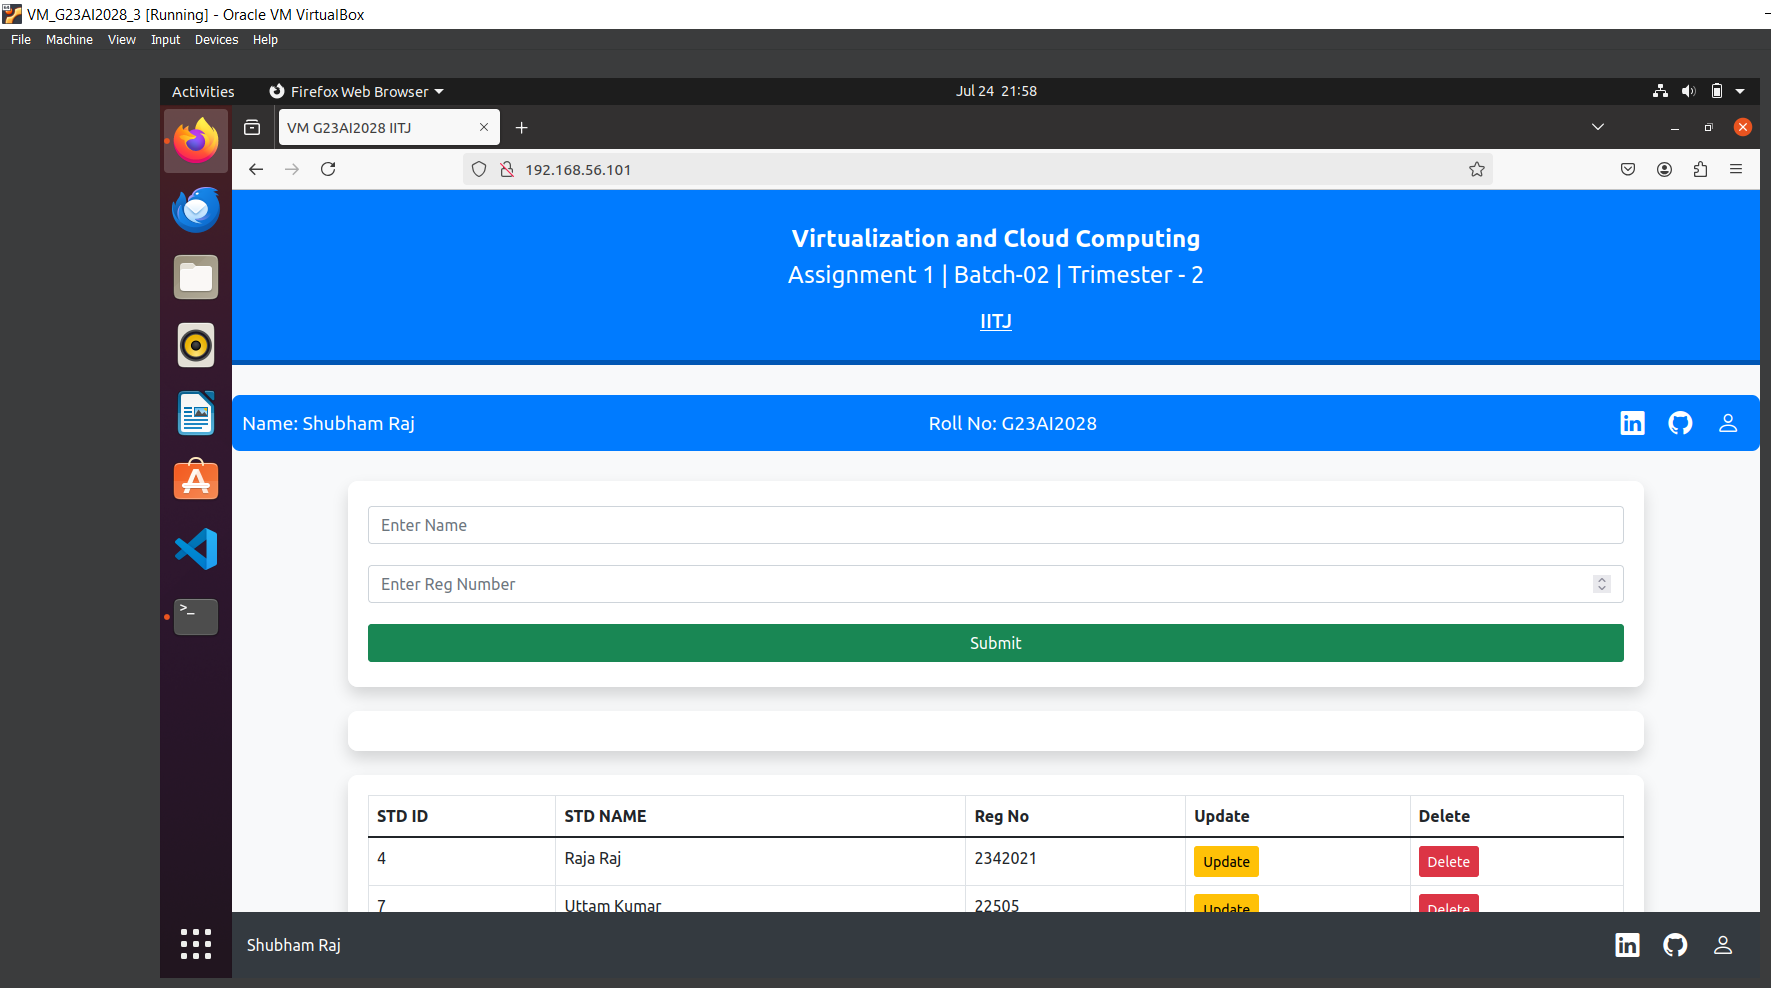 VM_G23AI2028_3 [Running] - Oracle VM VirtualBox
File Machine View Input Devices Help
Activities Firefox Web Browser Jul 24 21:58
VM G23AI2028 IITJ
192.168.56.101
Virtualization and Cloud Computing
Assignment 1 | Batch-02 | Trimester - 2
IITJ
Name: Shubham Raj Roll No: G23AI2028
Enter Name
Enter Reg Number
Submit
STD ID STD NAME Reg No Update Delete
4 Raja Raj 2342021 Update Delete
7 Uttam Kumar 22505 Update Delete
Shubham Raj